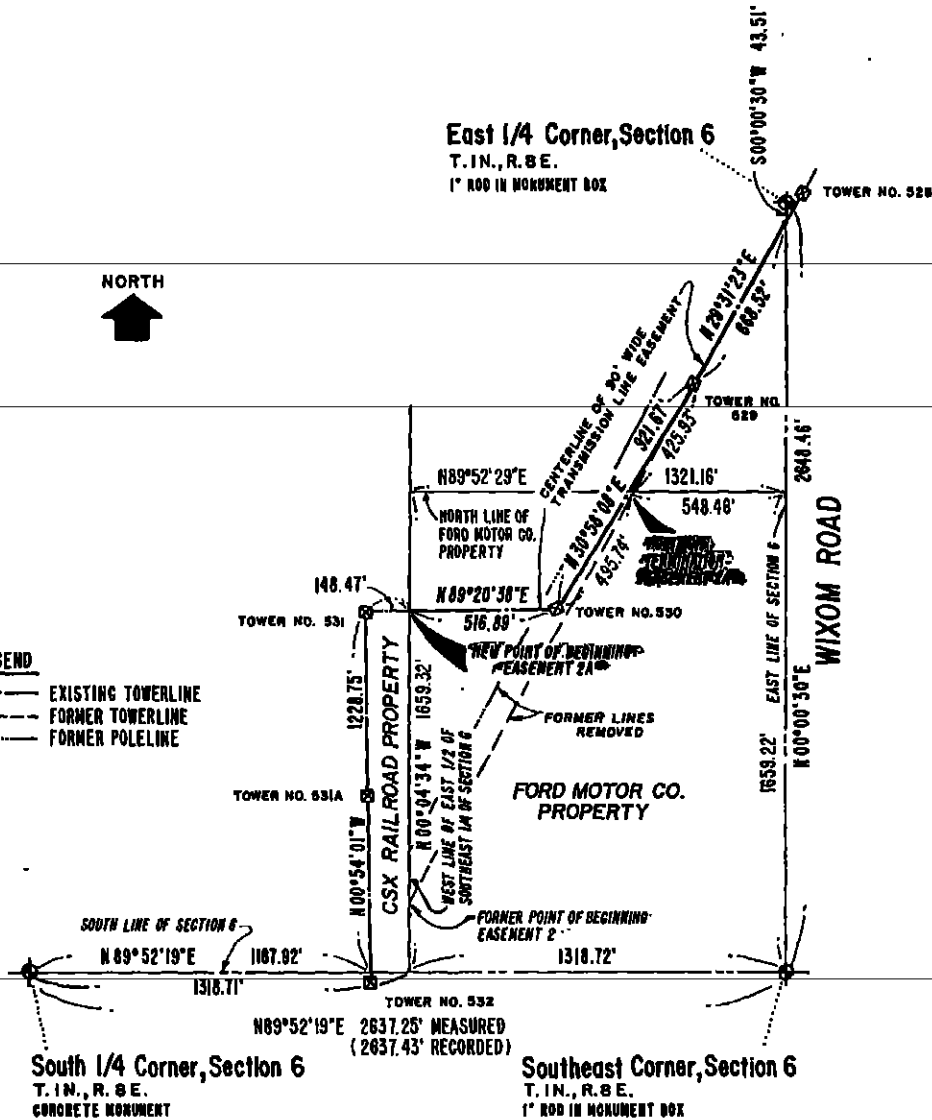 S00°00'30"W 43.51'
East 1/4 Corner, Section 6
T.1N., R.8E.
1" ROD IN MONUMENT BOX
TOWER NO. 528
NORTH
N 29°31'23"E
668.52'
CENTERLINE OF 90' WIDE
TRANSMISSION LINE EASEMENT
TOWER NO.
529
921.67'
425.93'
N89°52'29"E
1321.16'
548.48'
2648.46'
WIXOM ROAD
NORTH LINE OF
FORD MOTOR CO.
PROPERTY
N 30°56'08"E
495.74'
EASEMENT 2A
148.47'
N 89°20'38"E
516.89'
TOWER NO. 531
TOWER NO. 530
NEW POINT OF BEGINNING
EASEMENT 2A
EAST LINE OF SECTION 6
N00°00'30"E
1659.22'
END
EXISTING TOWERLINE
FORMER TOWERLINE
FORMER POLELINE
1228.75'
CSX RAILROAD PROPERTY
1659.32'
N00°04'34"W
WEST LINE OF EAST 1/2 OF
SOUTHEAST 1/4 OF SECTION 6
FORMER LINES
REMOVED
FORD MOTOR CO.
PROPERTY
TOWER NO. 531A
N00°54'01"W
FORMER POINT OF BEGINNING
EASEMENT 2
SOUTH LINE OF SECTION 6
N 89°52'19"E
1187.92'
1318.71'
1318.72'
TOWER NO. 532
N89°52'19"E 2637.25' MEASURED
(2637.43' RECORDED)
South 1/4 Corner, Section 6
T.1N., R.8E.
CONCRETE MONUMENT
Southeast Corner, Section 6
T.1N., R.8E.
1" ROD IN MONUMENT BOX